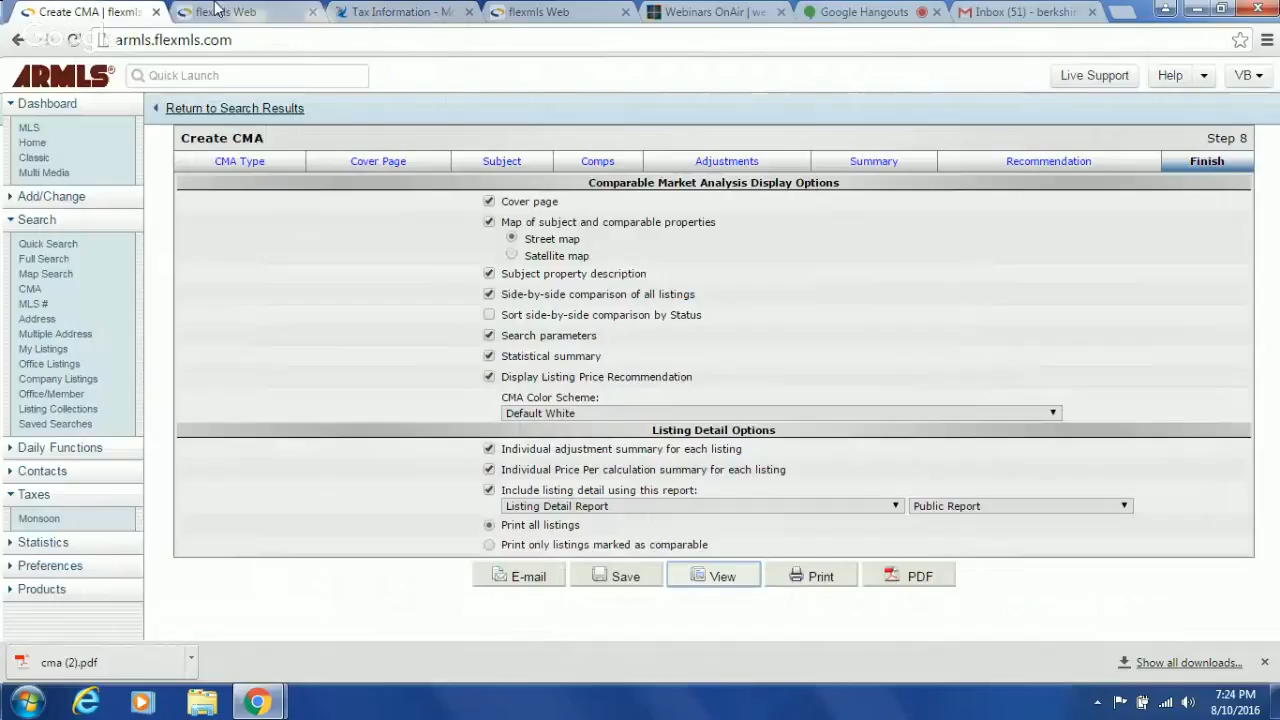 Create CMA | flexmls
flexmls Web
Tax Information - Mo
flexmls Web
Webinars OnAir | we
Google Hangouts
Inbox (51) - berkshir
armls.flexmls.com
ARMLS®
Quick Launch
Live Support
Help
VB
Dashboard
MLS
Home
Classic
Multi Media
Add/Change
Search
Quick Search
Full Search
Map Search
CMA
MLS #
Address
Multiple Address
My Listings
Office Listings
Company Listings
Office/Member
Listing Collections
Saved Searches
Daily Functions
Contacts
Taxes
Monsoon
Statistics
Preferences
Products
Return to Search Results
Create CMA
Step 8
CMA Type
Cover Page
Subject
Comps
Adjustments
Summary
Recommendation
Finish
Comparable Market Analysis Display Options
Cover page
Map of subject and comparable properties
Street map
Satellite map
Subject property description
Side-by-side comparison of all listings
Sort side-by-side comparison by Status
Search parameters
Statistical summary
Display Listing Price Recommendation
CMA Color Scheme:
Default White
Listing Detail Options
Individual adjustment summary for each listing
Individual Price Per calculation summary for each listing
Include listing detail using this report:
Listing Detail Report
Public Report
Print all listings
Print only listings marked as comparable
E-mail
Save
View
Print
PDF
cma (2).pdf
Show all downloads...
7:24 PM
8/10/2016